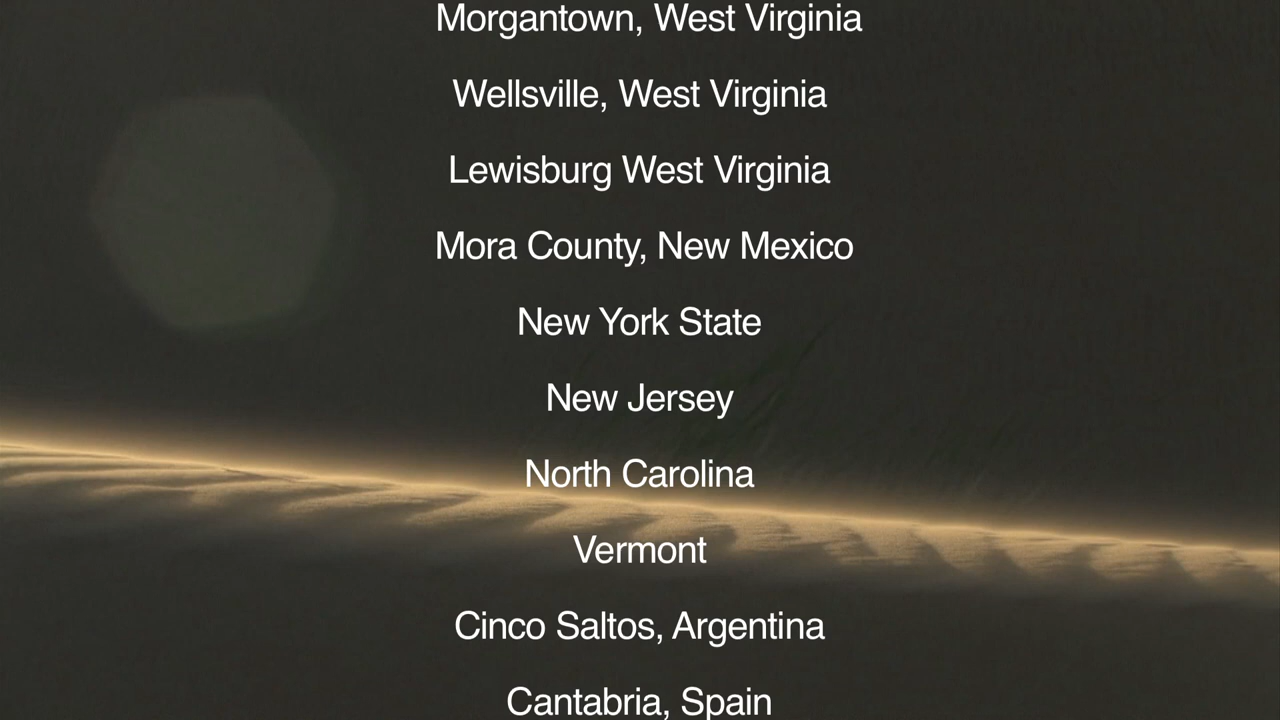 Morgantown, West Virginia
Wellsville, West Virginia
Lewisburg West Virginia
Mora County, New Mexico
New York State
New Jersey
North Carolina
Vermont
Cinco Saltos, Argentina
Cantabria, Spain